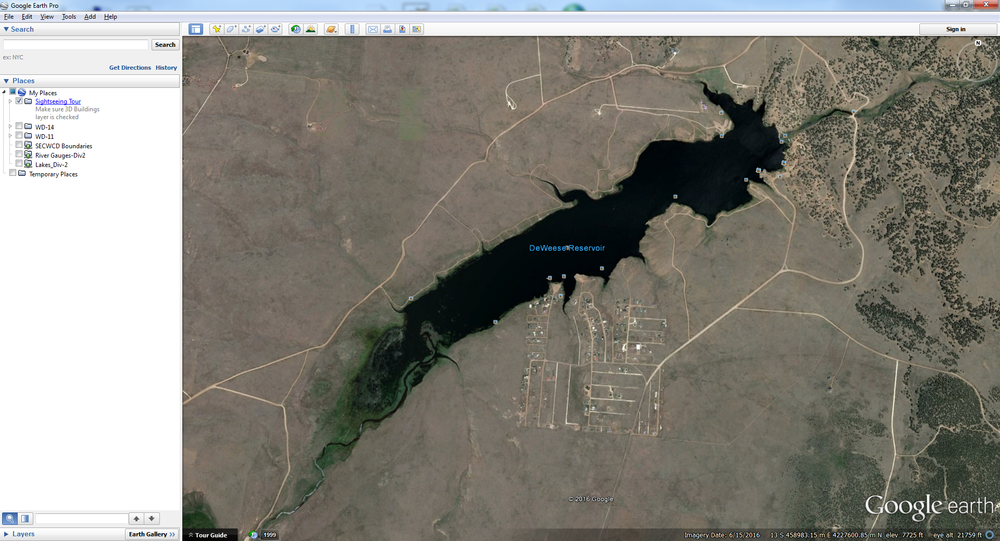 Google Earth Pro
File Edit View Tools Add Help
Search
Sign in
Search
ex: NYC
Get Directions History
Places
My Places
Sightseeing Tour
Make sure 3D Buildings
layer is checked
WD-14
WD-11
SECWCD Boundaries
River Gauges-Div2
Lakes_Div-2
Temporary Places
N
DeWeese Reservoir
© 2016 Google
Google earth
Layers
Earth Gallery >>
Tour Guide
1999
Imagery Date: 6/15/2016 13 S 458983.15 m E 4227600.85 m N elev 7725 ft eye alt 21759 ft